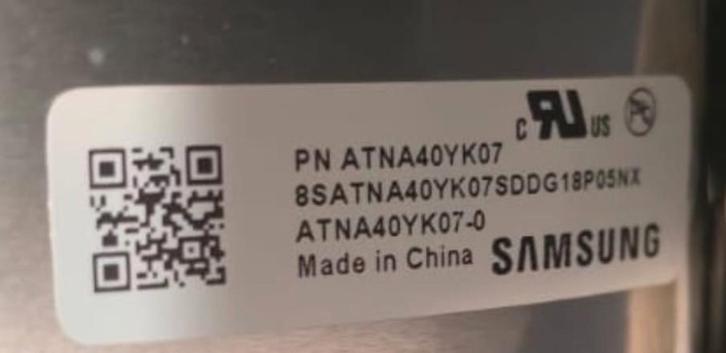 c RU US
PN ATNA40YK07
8SATNA40YK07SDDG18P05NX
ATNA40YK07-0
Made in China SAMSUNG